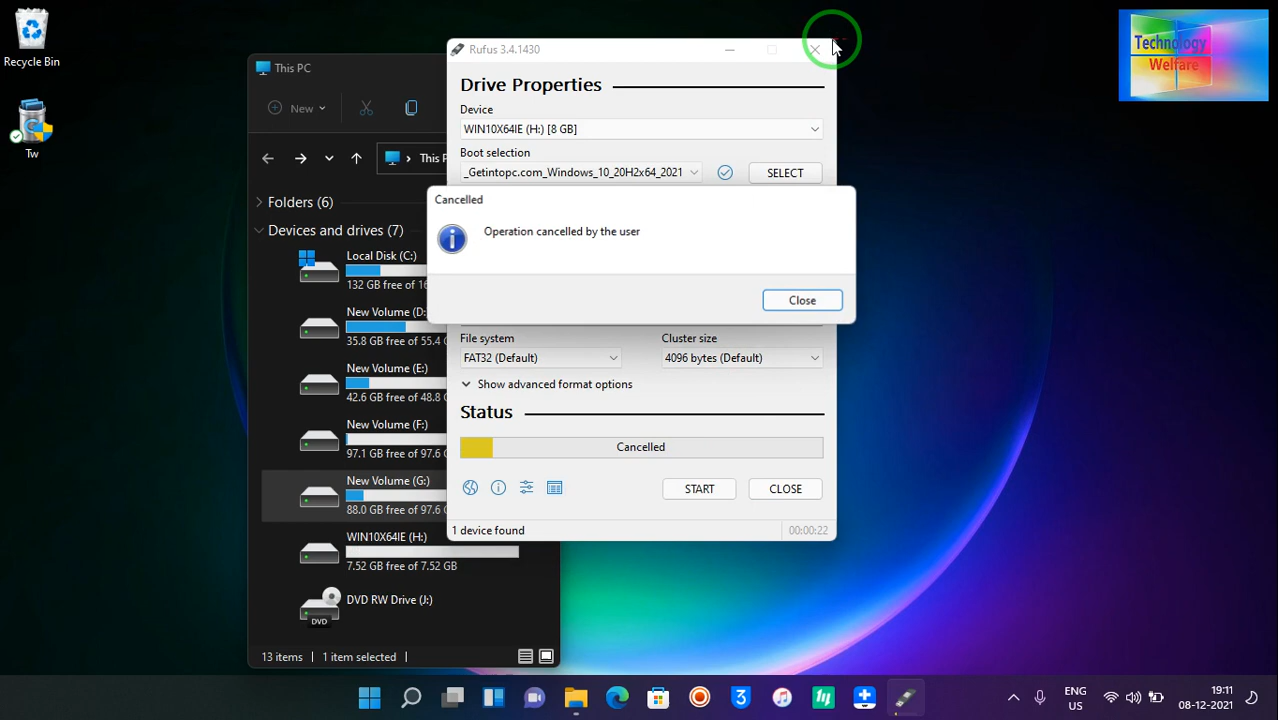 Recycle Bin
Tw
This PC
New
This P
Folders (6)
Devices and drives (7)
Local Disk (C:)
132 GB free of 16
New Volume (D:
35.8 GB free of 55.4
New Volume (E:)
42.6 GB free of 48.8
New Volume (F:)
97.1 GB free of 97.6
New Volume (G:)
88.0 GB free of 97.6
WIN10X64IE (H:)
7.52 GB free of 7.52 GB
DVD RW Drive (J:)
DVD
13 items
1 item selected
Rufus 3.4.1430
Drive Properties
Device
WIN10X64IE (H:) [8 GB]
Boot selection
_Getintopc.com_Windows_10_20H2x64_2021
SELECT
Cancelled
Operation cancelled by the user
Close
File system
Cluster size
FAT32 (Default)
4096 bytes (Default)
Show advanced format options
Status
Cancelled
START
CLOSE
1 device found
00:00:22
Technology
Welfare
ENG
US
19:11
08-12-2021